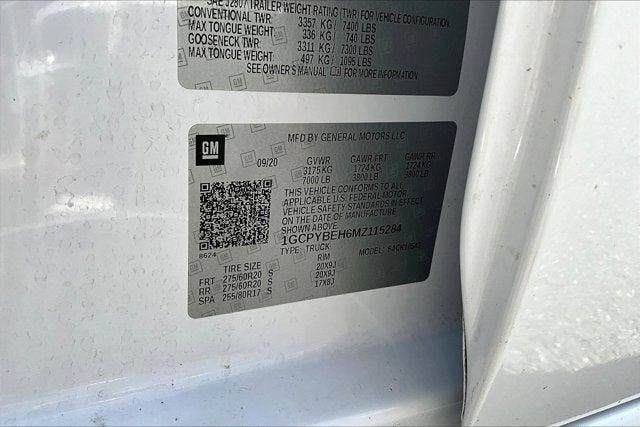 SAE J2807 TRAILER WEIGHT RATING (TWR) FOR VEHICLE CONFIGURATION.
CONVENTIONAL TWR: 3357 KG / 7400 LBS
MAX TONGUE WEIGHT: 336 KG / 740 LBS
GOOSENECK TWR: 3311 KG / 7300 LBS
MAX TONGUE WEIGHT: 497 KG / 1095 LBS
SEE OWNER'S MANUAL FOR MORE INFORMATION
GM
MFD BY GENERAL MOTORS LLC
09/20 GVWR GAWR FRT GAWR RR
3175KG 1724KG 1724KG
7000 LB 3800 LB 3800 LB
THIS VEHICLE CONFORMS TO ALL
APPLICABLE U.S. FEDERAL MOTOR
VEHICLE SAFETY STANDARDS IN EFFECT
ON THE DATE OF MANUFACTURE
SHOWN ABOVE.
1GCPYBEH6MZ115284
TYPE: TRUCK MODEL:
8624
TIRE SIZE RIM
FRT 275/60R20 S 20X9J
RR 275/60R20 S 20X9J
SPA 255/80R17 S 17X8J